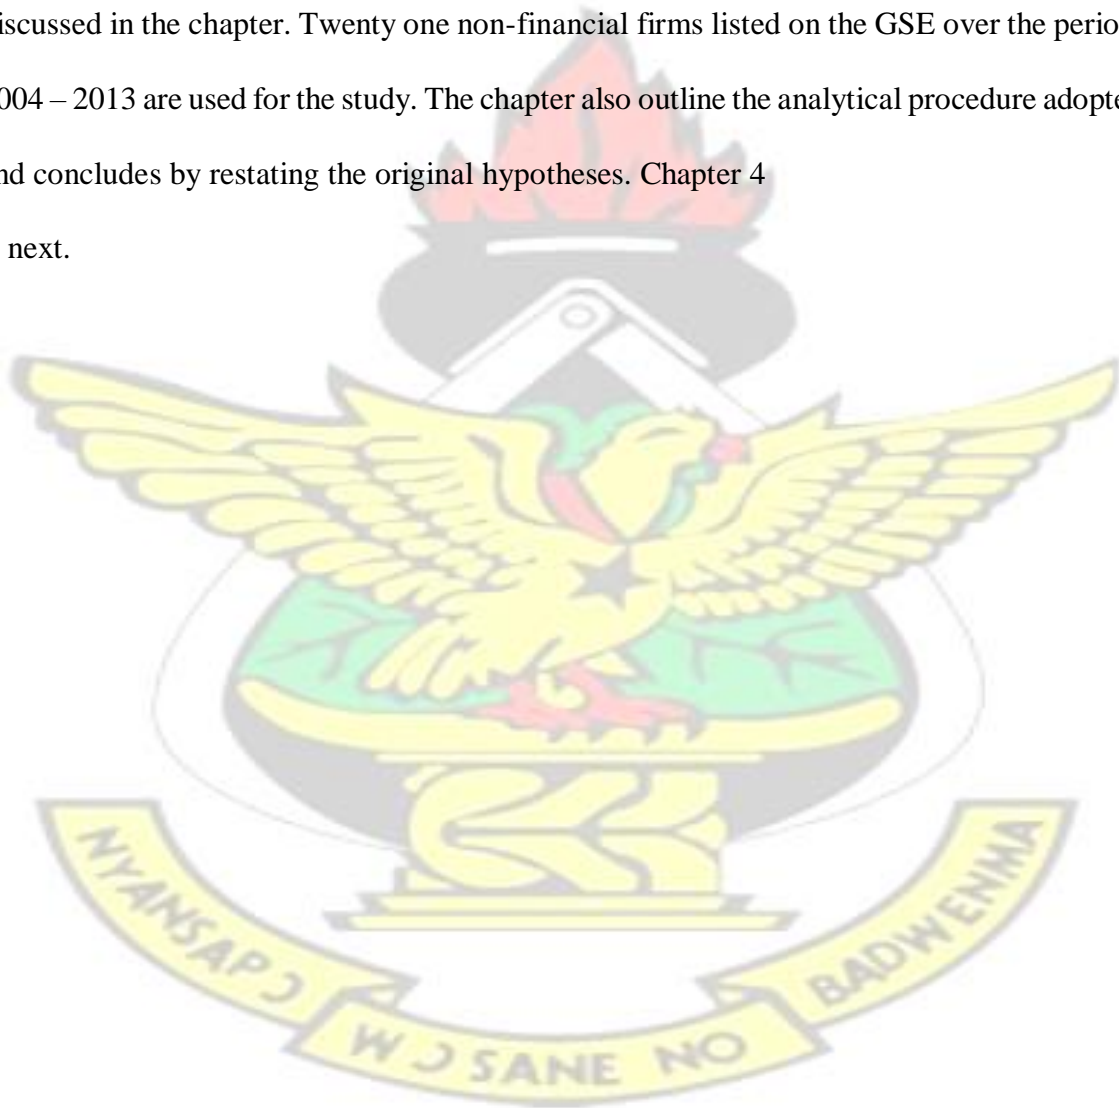 iscussed in the chapter. Twenty one non-financial firms listed on the GSE over the perio
004 – 2013 are used for the study. The chapter also outline the analytical procedure adopte
nd concludes by restating the original hypotheses. Chapter 4
next.
NYANSAPƆ
WƆ SANE NO
BADWENMA